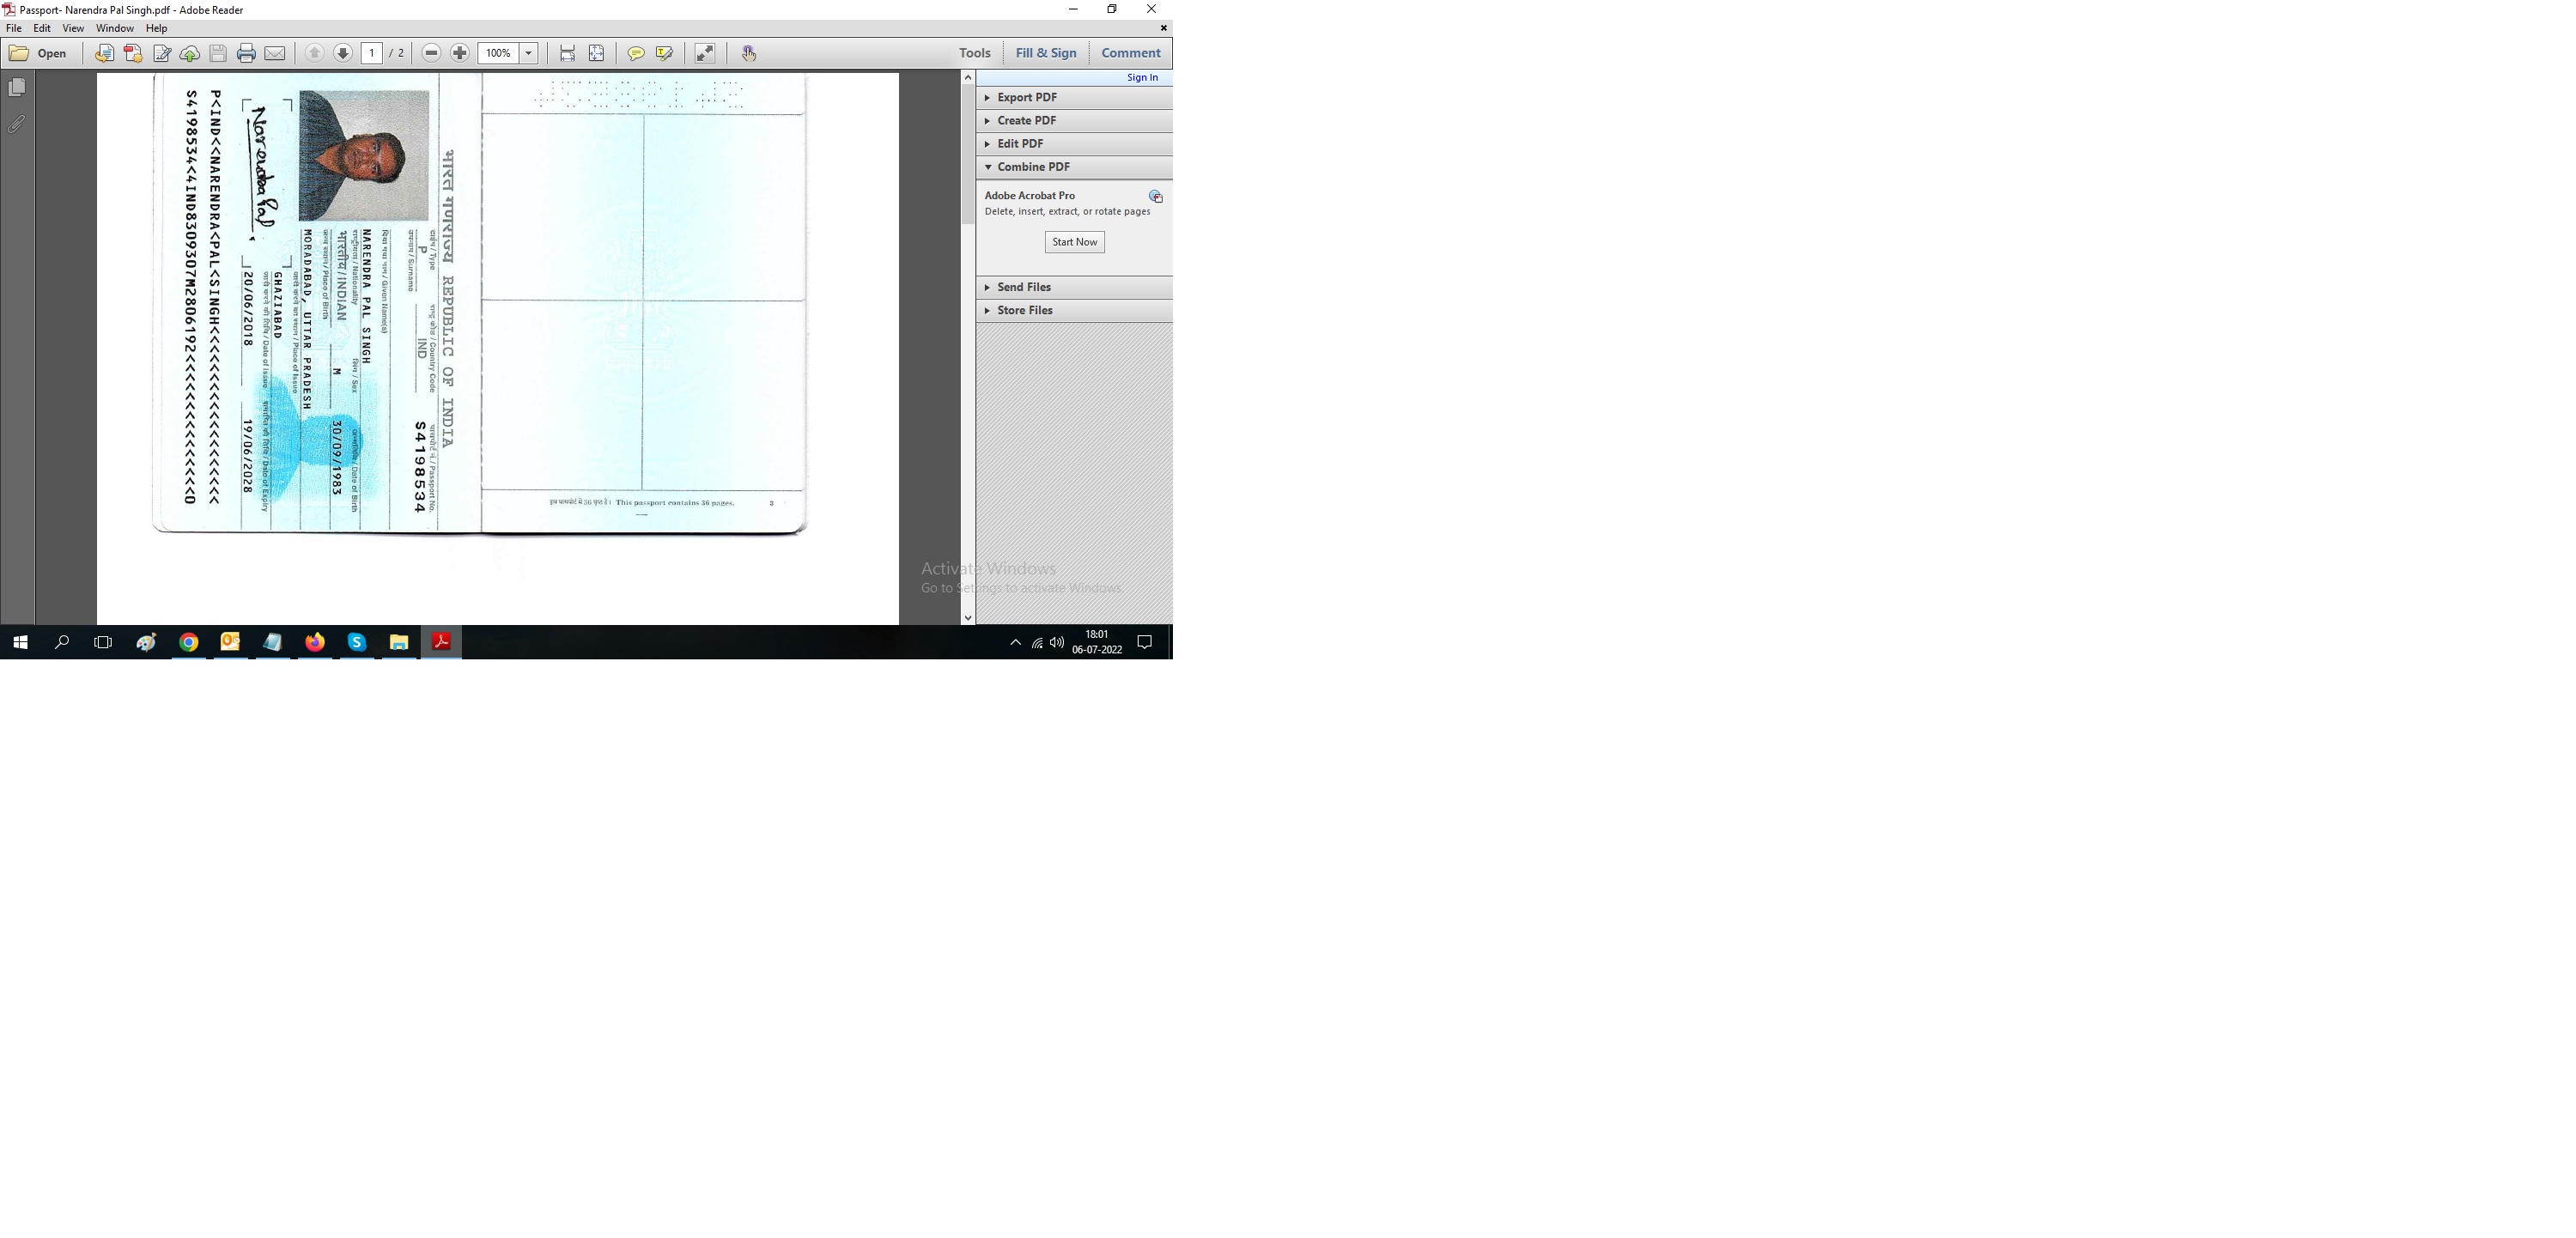 Passport- Narendra Pal Singh.pdf - Adobe Reader
File Edit View Window Help
Open 1 / 2 100% Tools Fill & Sign Comment
Sign In
Export PDF
Create PDF
Edit PDF
Combine PDF
Adobe Acrobat Pro
Delete, insert, extract, or rotate pages
Start Now
Send Files
Store Files
भारत गणराज्य REPUBLIC OF INDIA
टाईप / Type राष्ट्र कोड / Country Code पासपोर्ट नं. / Passport No.
P IND S4198534
उपनाम / Surname
दिया गया नाम / Given Name(s)
NARENDRA PAL SINGH
राष्ट्रीयता / Nationality लिंग / Sex जन्मतिथि / Date of Birth
भारतीय / INDIAN M 30/09/1983
जन्म स्थान / Place of Birth
MORADABAD, UTTAR PRADESH
जारी करने का स्थान / Place of Issue
GHAZIABAD
जारी करने की तिथि / Date of Issue समाप्ति की तिथि / Date of Expiry
20/06/2018 19/06/2028
Narendra Pal
P<IND<<NARENDRA<PAL<SINGH<<<<<<<<<<<<<<<<<<<
S4198534<4IND8309307M2806192<<<<<<<<<<<<<<<0
इस पासपोर्ट में 36 पृष्ठ हैं। This passport contains 36 pages. 3
Activate Windows
Go to Settings to activate Windows.
18:01
06-07-2022